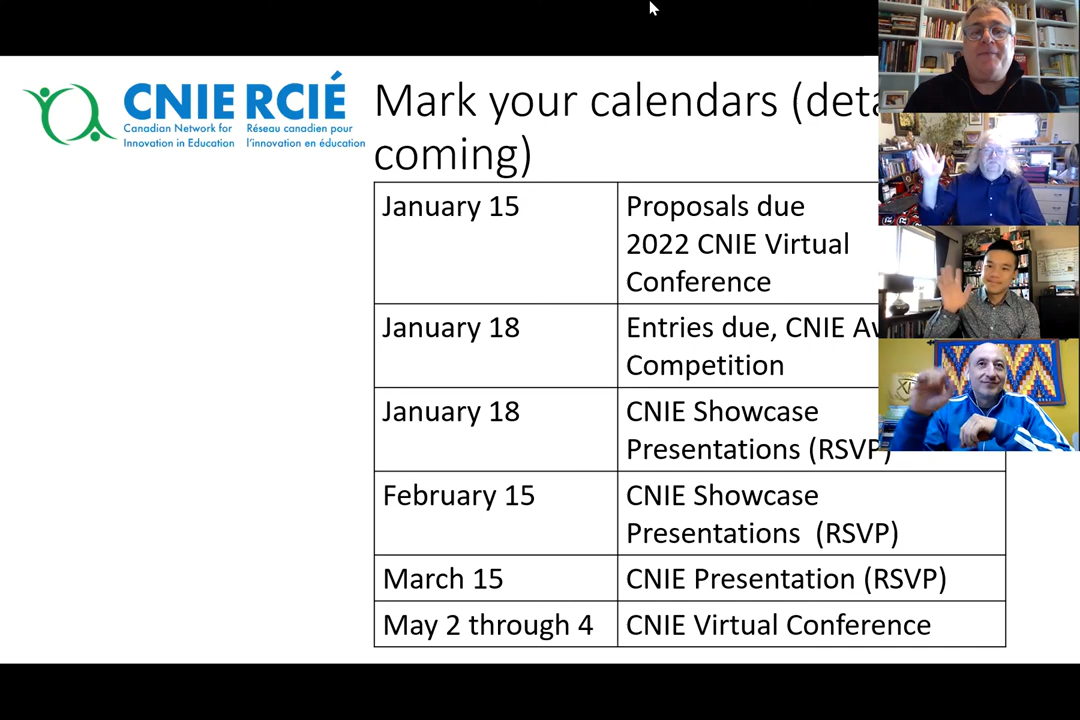 CNIE RCIÉ
Canadian Network for Réseau canadien pour
Innovation in Education l'innovation en éducation
Mark your calendars
coming)
January 15
Proposals due
2022 CNIE Virtual
Conference
January 18
Entries due, CNIE
Competition
January 18
CNIE Showcase
Presentations (RSVP)
February 15
CNIE Showcase
Presentations (RSVP)
March 15
CNIE Presentation (RSVP)
May 2 through 4
CNIE Virtual Conference